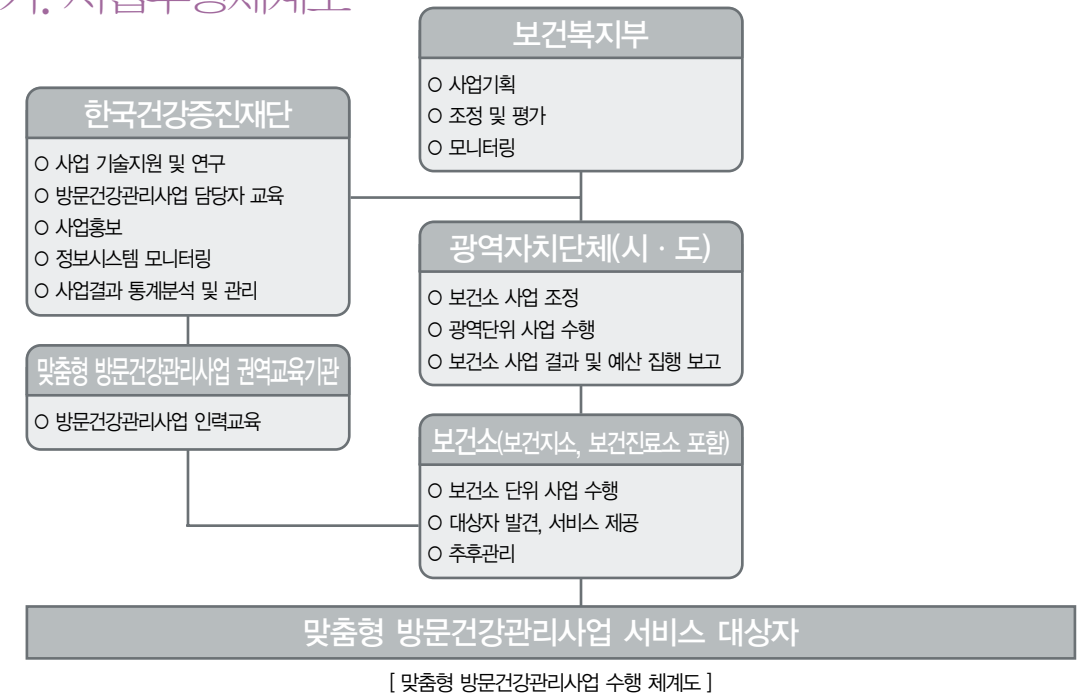 가. 사업수행체계도
보건복지부
○ 사업기획
○ 조정 및 평가
○ 모니터링
한국건강증진재단
○ 사업 기술지원 및 연구
○ 방문건강관리사업 담당자 교육
○ 사업홍보
○ 정보시스템 모니터링
○ 사업결과 통계분석 및 관리
광역자치단체(시 · 도)
○ 보건소 사업 조정
○ 광역단위 사업 수행
○ 보건소 사업 결과 및 예산 집행 보고
맞춤형 방문건강관리사업 권역교육기관
○ 방문건강관리사업 인력교육
보건소(보건지소, 보건진료소 포함)
○ 보건소 단위 사업 수행
○ 대상자 발견, 서비스 제공
○ 추후관리
맞춤형 방문건강관리사업 서비스 대상자
[ 맞춤형 방문건강관리사업 수행 체계도 ]